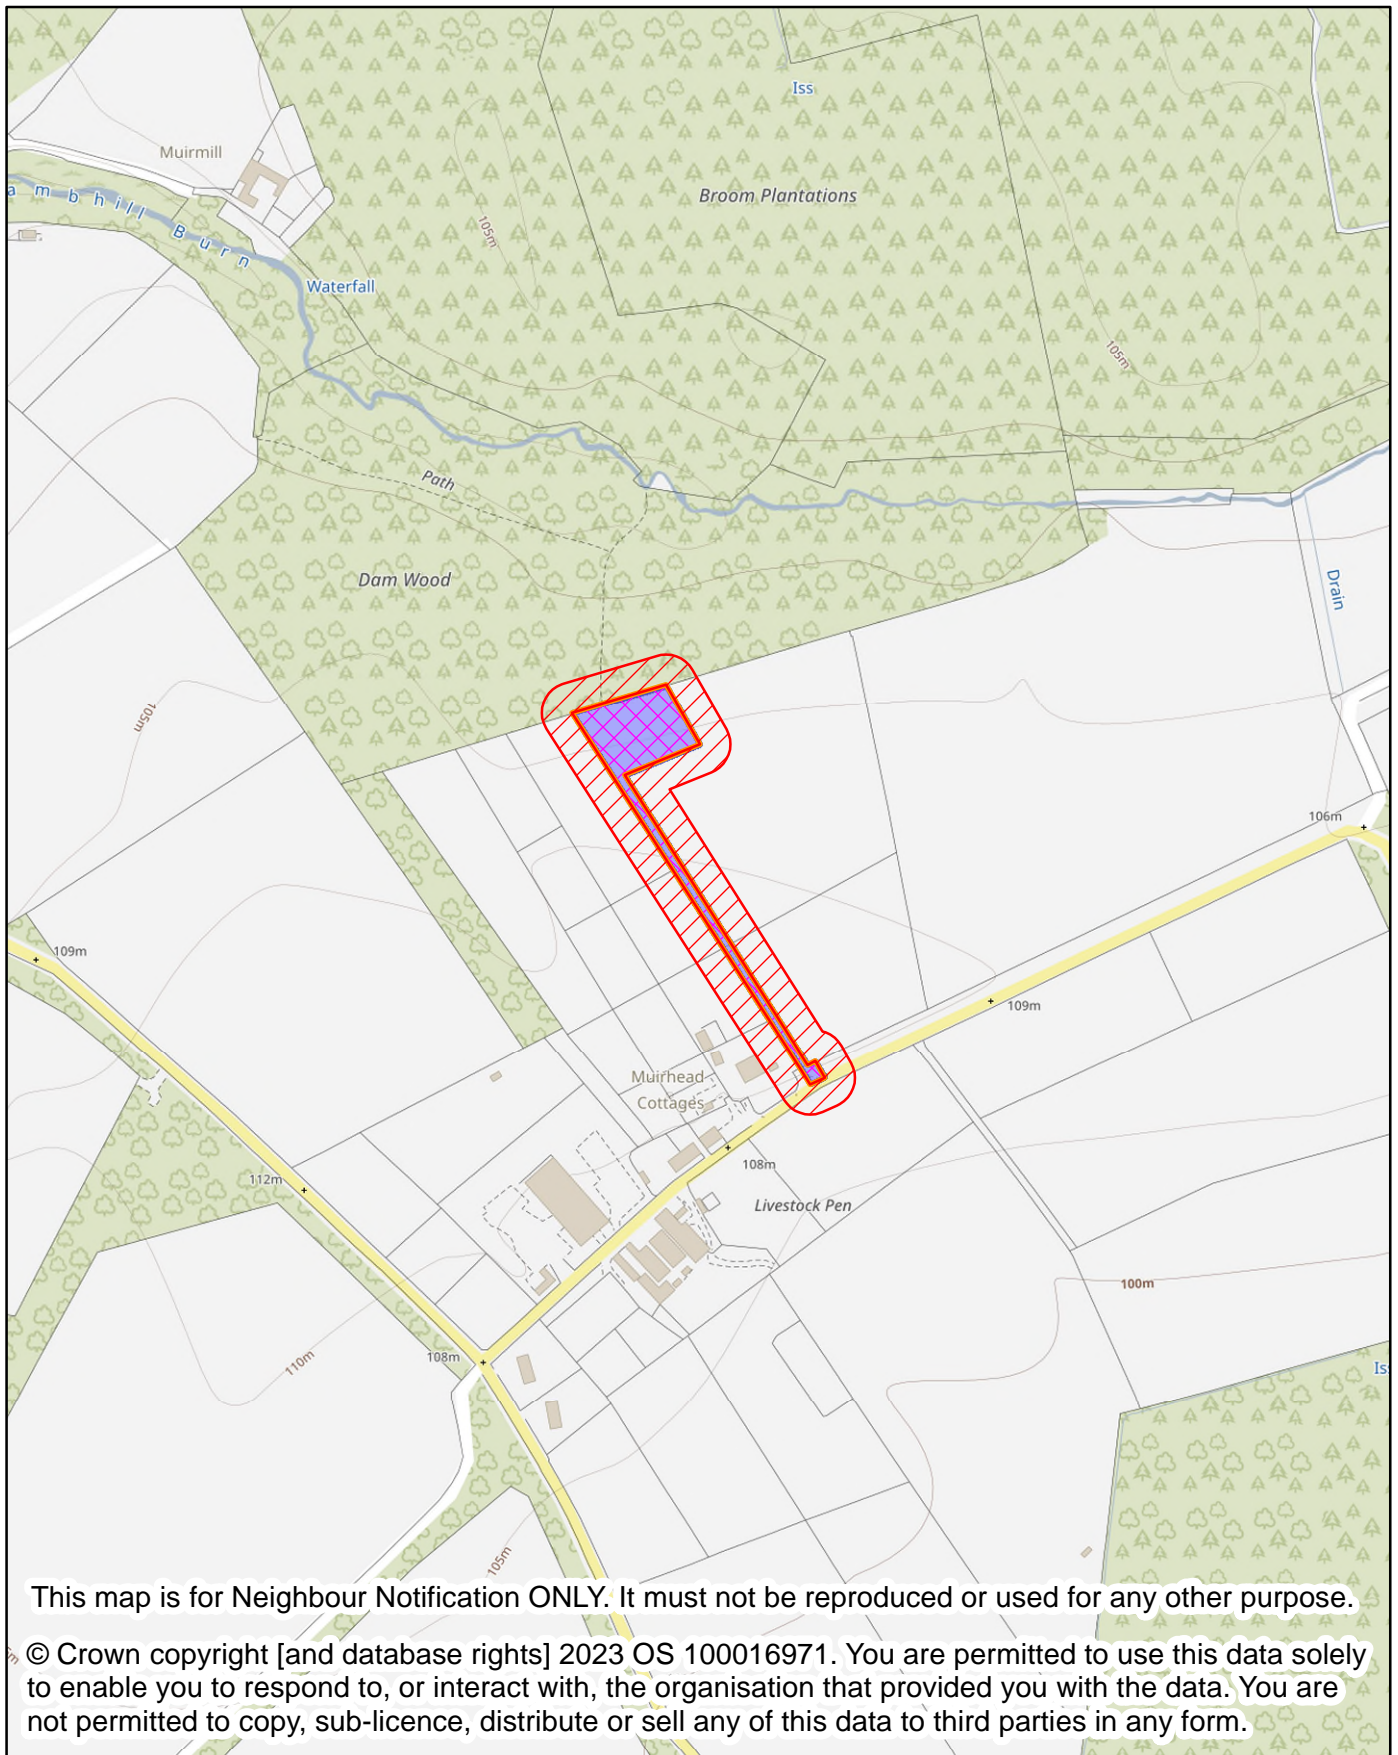 Iss
Muirmill
Broom Plantations
ambhill Burn
105m
Waterfall
105m
Path
Dam Wood
Drain
105m
106m
109m
109m
Muirhead
Cottages
108m
112m
Livestock Pen
100m
108m
110m
Is
105m
This map is for Neighbour Notification ONLY. It must not be reproduced or used for any other purpose.
© Crown copyright [and database rights] 2023 OS 100016971. You are permitted to use this data solely
to enable you to respond to, or interact with, the organisation that provided you with the data. You are
not permitted to copy, sub-licence, distribute or sell any of this data to third parties in any form.